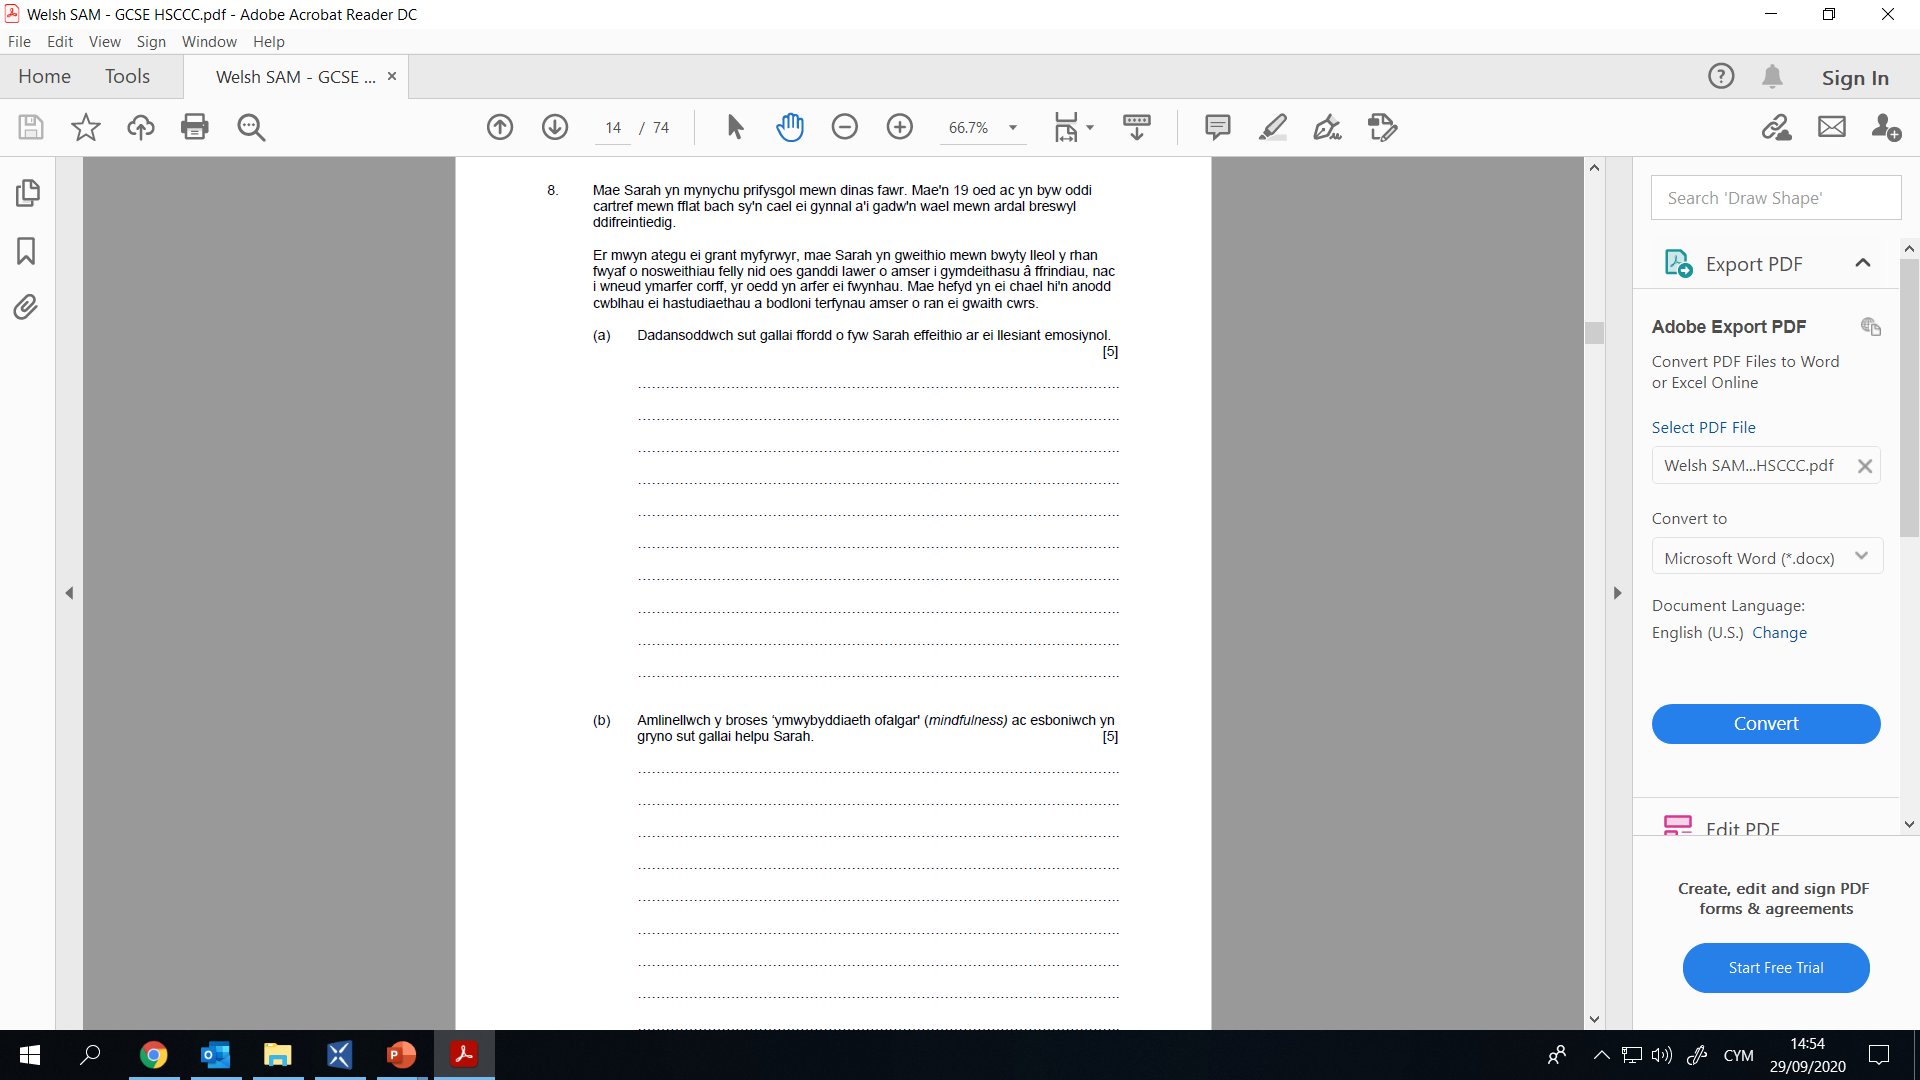 Welsh SAM - GCSE HSCCC.pdf - Adobe Acrobat Reader DC
File Edit View Sign Window Help
Home Tools Welsh SAM - GCSE ... × Sign In
14 / 74 66.7%
8. Mae Sarah yn mynychu prifysgol mewn dinas fawr. Mae'n 19 oed ac yn byw oddi
cartref mewn fflat bach sy'n cael ei gynnal a'i gadw'n wael mewn ardal breswyl
ddifreintiedig.
Er mwyn ategu ei grant myfyrwyr, mae Sarah yn gweithio mewn bwyty lleol y rhan
fwyaf o nosweithiau felly nid oes ganddi lawer o amser i gymdeithasu â ffrindiau, nac
i wneud ymarfer corff, yr oedd yn arfer ei fwynhau. Mae hefyd yn ei chael hi'n anodd
cwblhau ei hastudiaethau a bodloni terfynau amser o ran ei gwaith cwrs.
(a) Dadansoddwch sut gallai ffordd o fyw Sarah effeithio ar ei llesiant emosiynol.
[5]
(b) Amlinellwch y broses 'ymwybyddiaeth ofalgar' (mindfulness) ac esboniwch yn
gryno sut gallai helpu Sarah. [5]
Search 'Draw Shape'
Export PDF
Adobe Export PDF
Convert PDF Files to Word
or Excel Online
Select PDF File
Welsh SAM...HSCCC.pdf
Convert to
Microsoft Word (*.docx)
Document Language:
English (U.S.) Change
Convert
Edit PDF
Create, edit and sign PDF
forms & agreements
Start Free Trial
CYM
14:54
29/09/2020